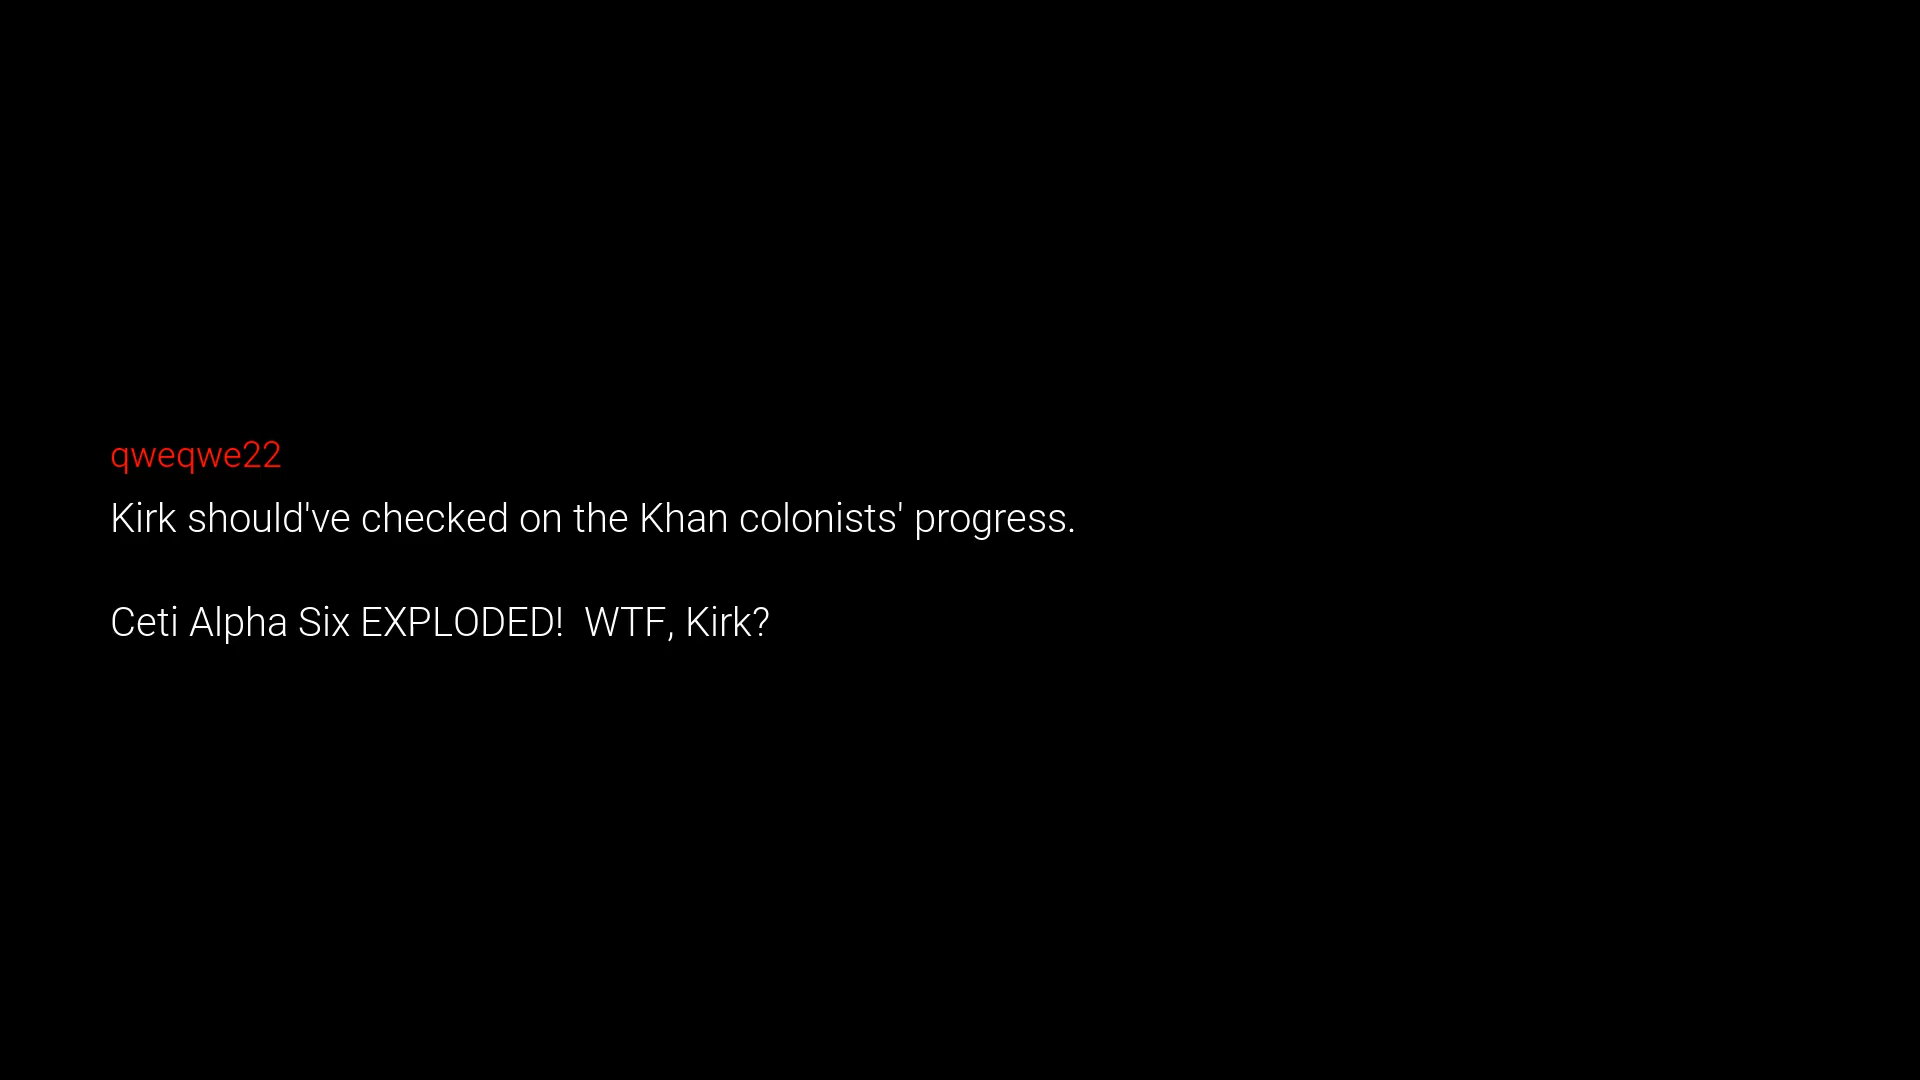 qweqwe22
Kirk should've checked on the Khan colonists' progress.
Ceti Alpha Six EXPLODED!  WTF, Kirk?